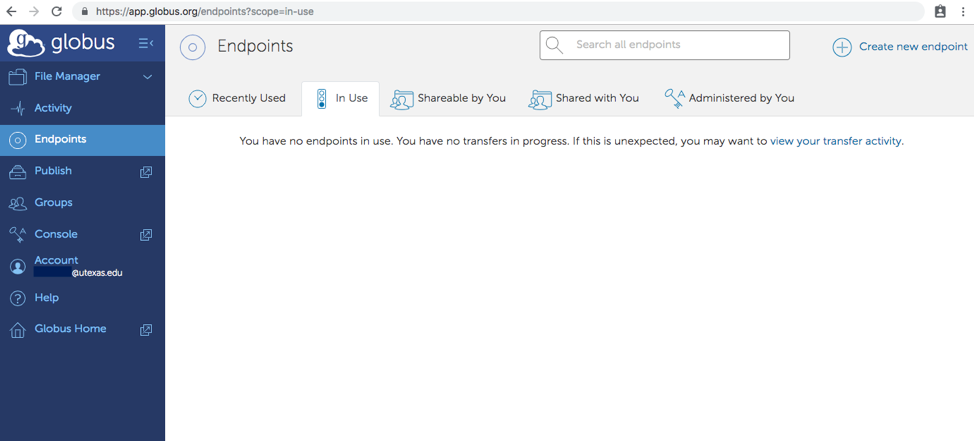 https://app.globus.org/endpoints?scope=in-use
globus
Endpoints
Search all endpoints
Create new endpoint
File Manager
Recently Used
In Use
Shareable by You
Shared with You
Administered by You
Activity
Endpoints
You have no endpoints in use. You have no transfers in progress. If this is unexpected, you may want to view your transfer activity.
Publish
Groups
Console
Account
@utexas.edu
Help
Globus Home